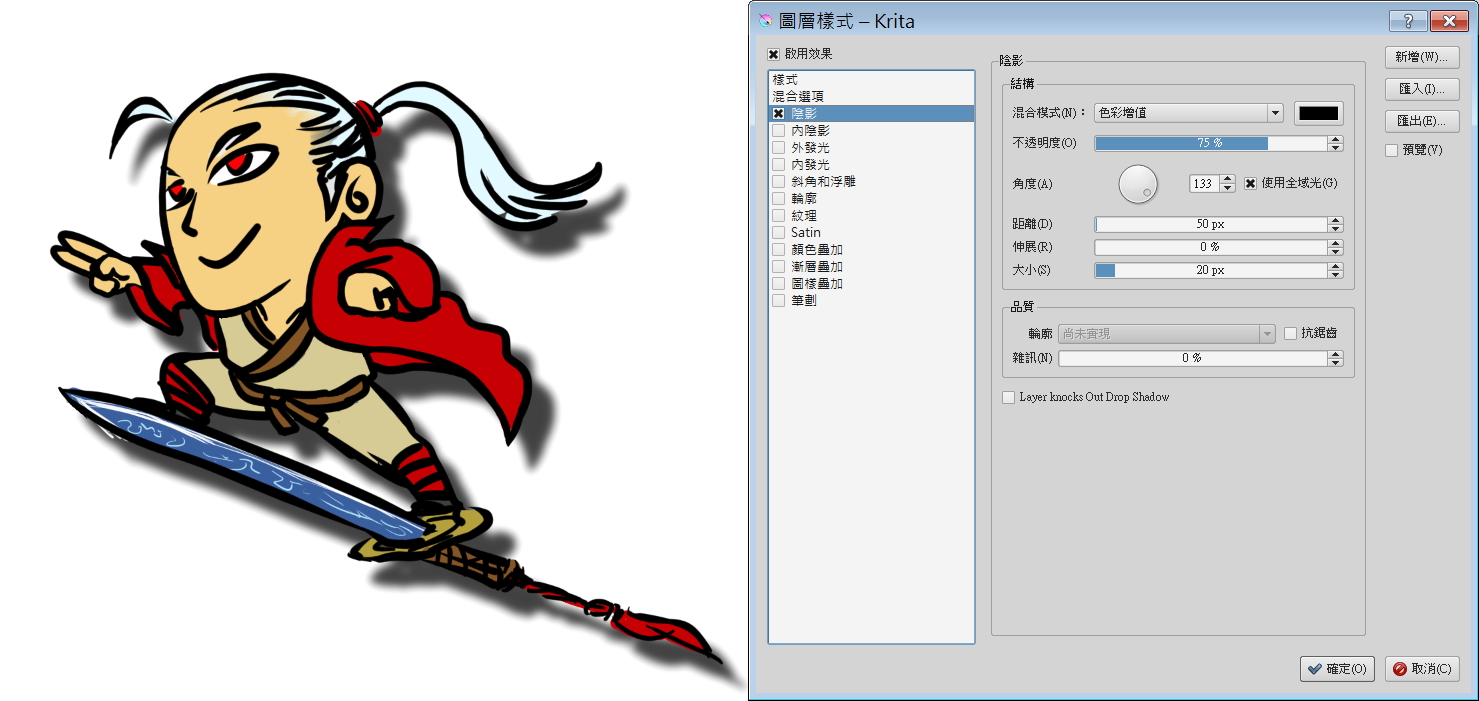 圖層樣式 – Krita
啟用效果
樣式
混合選項
陰影
內陰影
外發光
內發光
斜角和浮雕
輪廓
紋理
Satin
顏色疊加
漸層疊加
圖樣疊加
筆劃
陰影
結構
混合模式(N)：
色彩增值
不透明度(O)
75 %
角度(A)
133
使用全域光(G)
距離(D)
50 px
伸展(R)
0 %
大小(S)
20 px
品質
輪廓
尚未實現
抗鋸齒
雜訊(N)
0 %
Layer knocks Out Drop Shadow
新增(W)...
匯入(I)...
匯出(E)...
預覽(V)
確定(O)
取消(C)